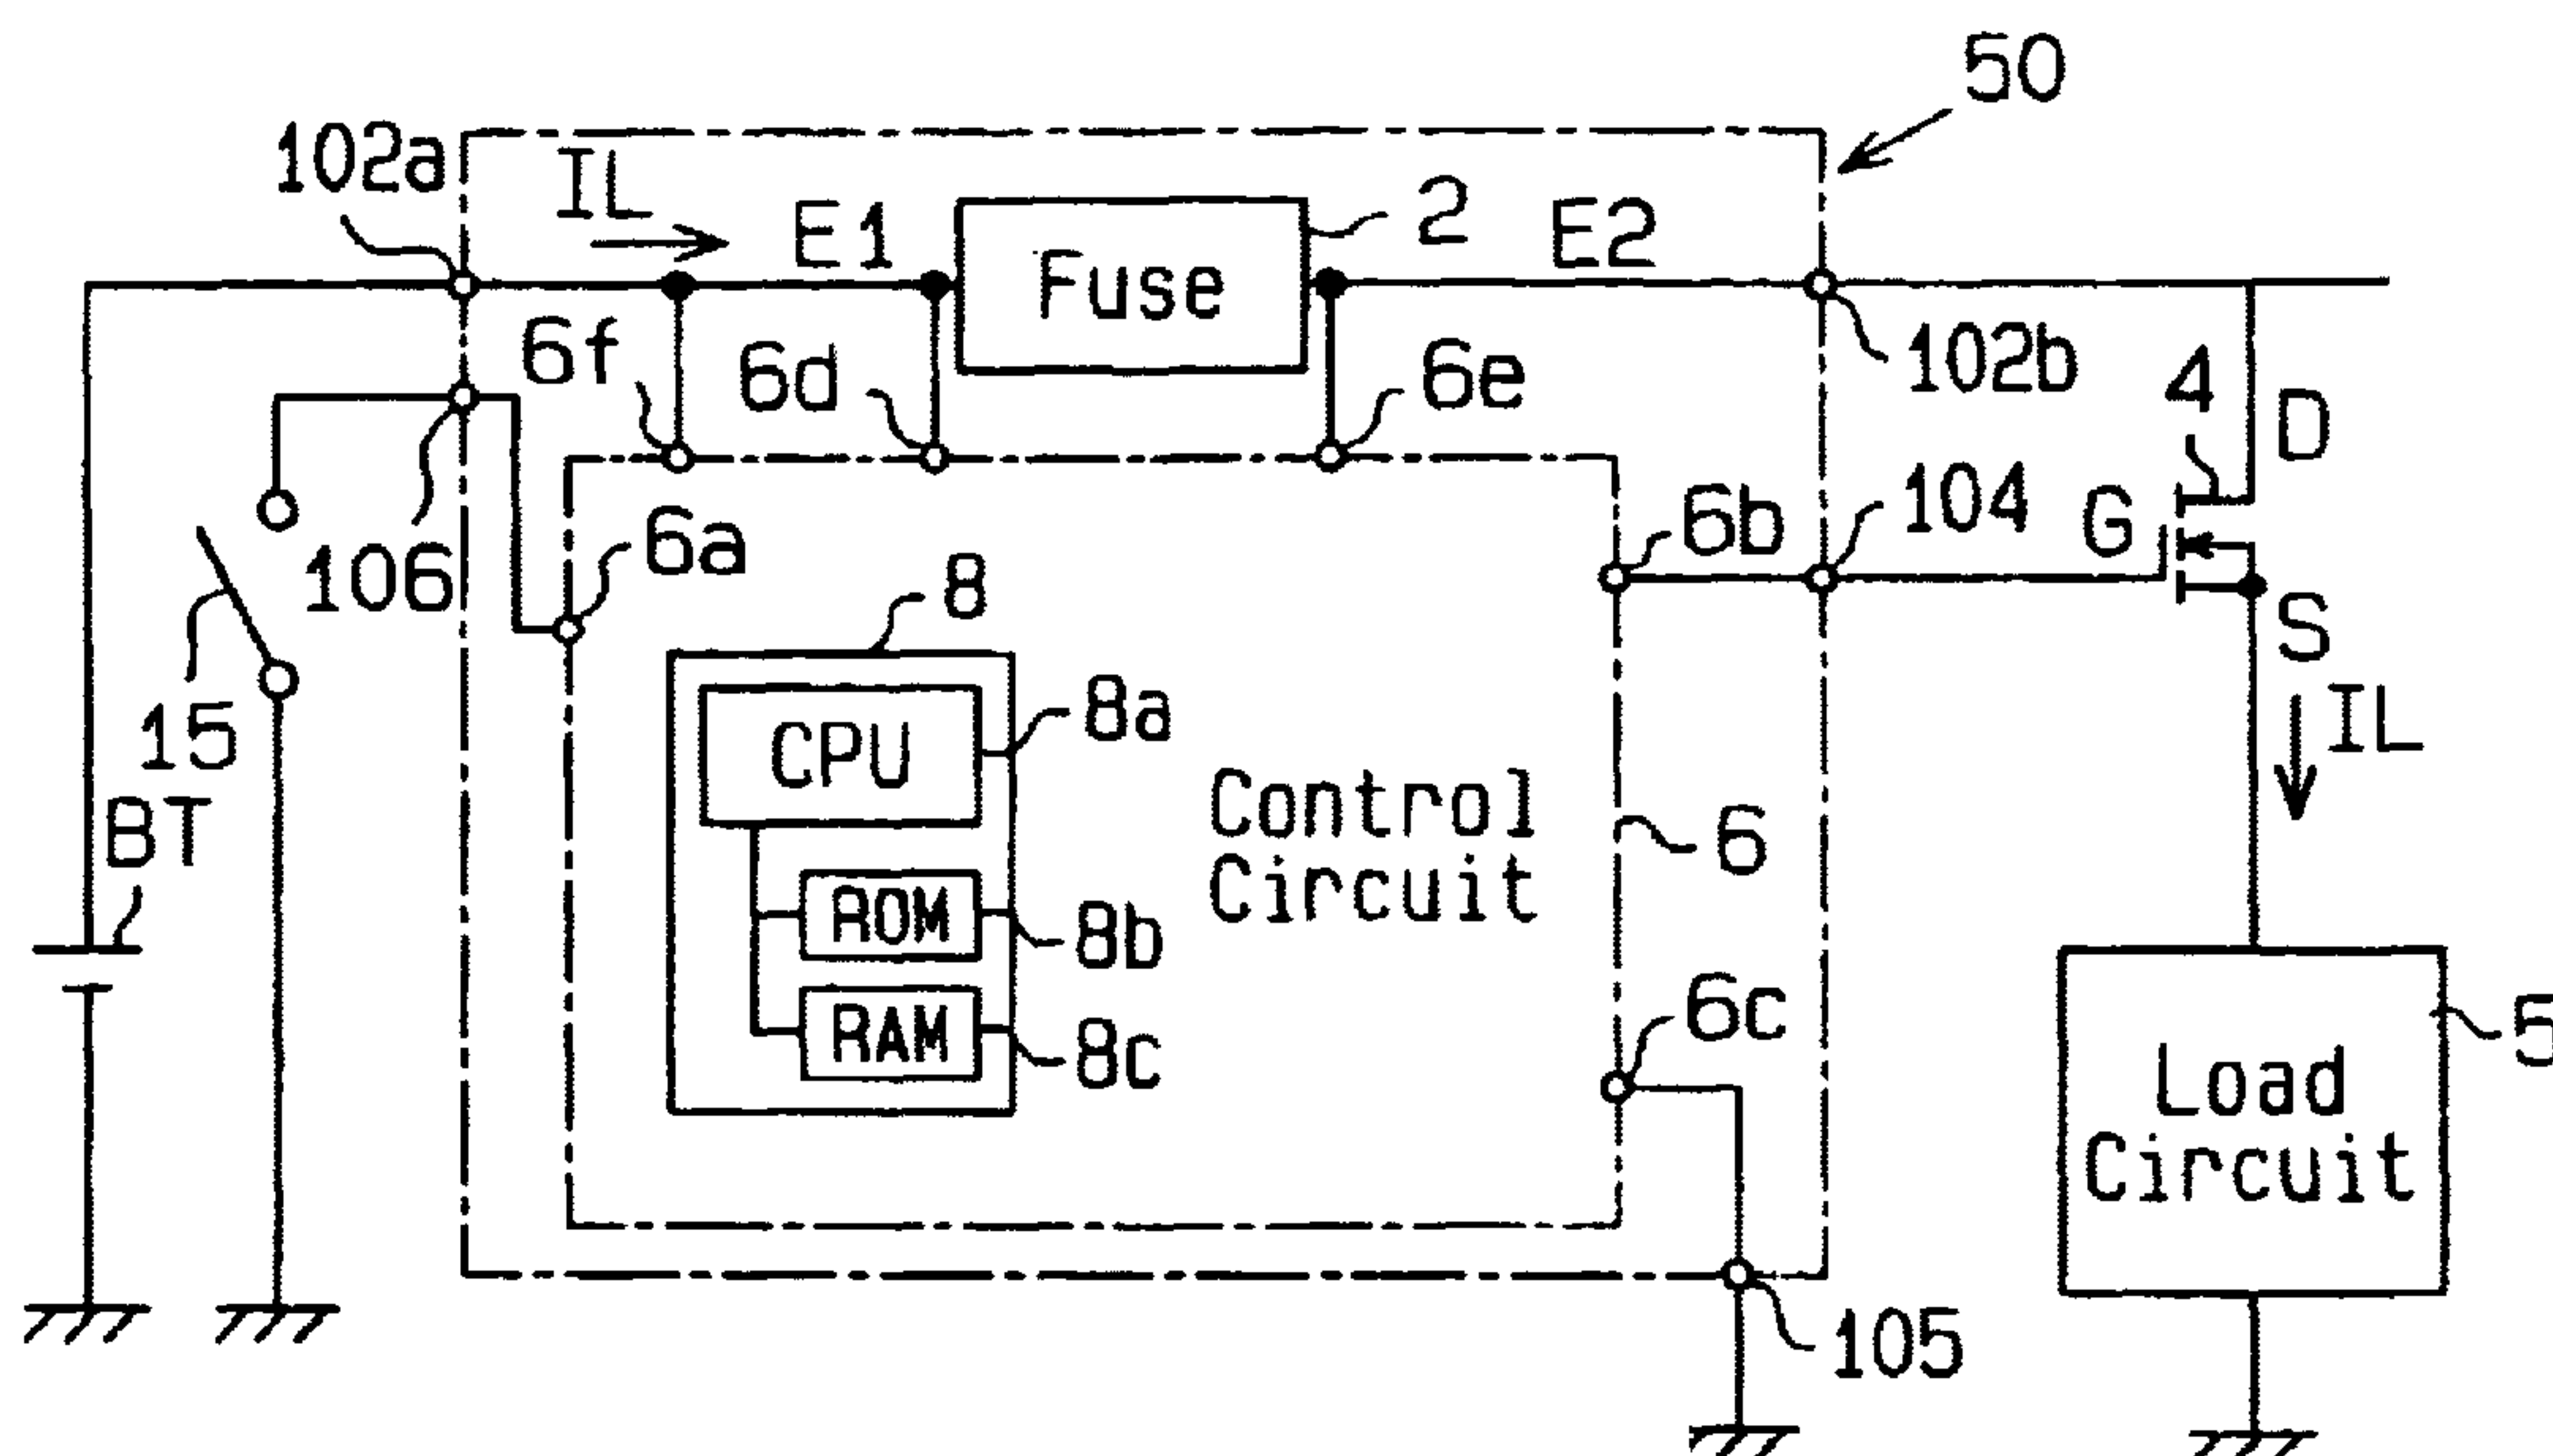 50
102a
IL
E1
Fuse
2
E2
6f
6d
6e
102b
4
D
106
6a
6b
104
G
S
15
8
CPU
8a
IL
BT
Control
Circuit
6
ROM
8b
RAM
8c
6c
Load
Circuit
5
105